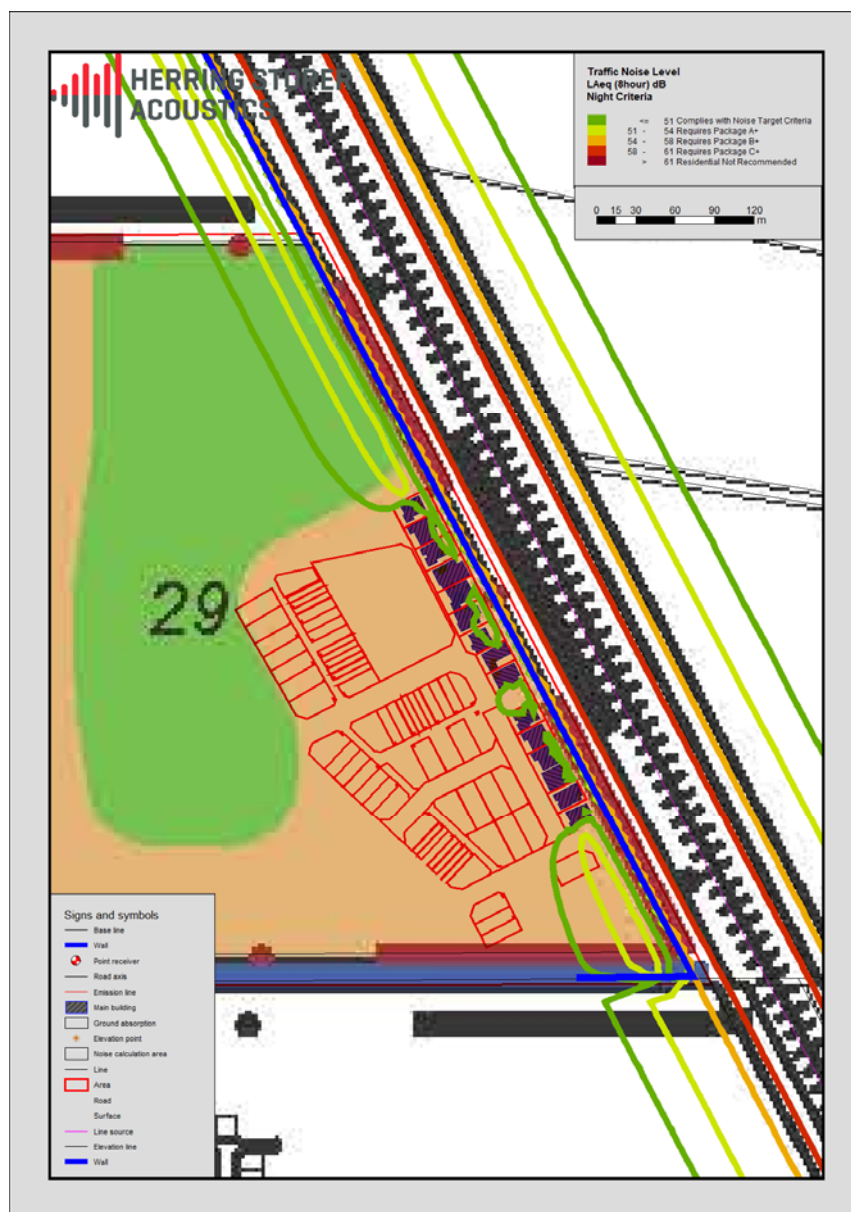 HERRING STORER
ACOUSTICS
Traffic Noise Level
LAeq (8hour) dB
Night Criteria
<= 51 Complies with Noise Target Criteria
51 - 54 Requires Package A+
54 - 58 Requires Package B+
58 - 61 Requires Package C+
> 61 Residential Not Recommended
0 15 30 60 90 120
m
29
Signs and symbols
Base line
Wall
Point receiver
Road axis
Emission line
Main building
Ground absorption
Elevation point
Noise calculation area
Line
Area
Road
Surface
Line source
Elevation line
Wall